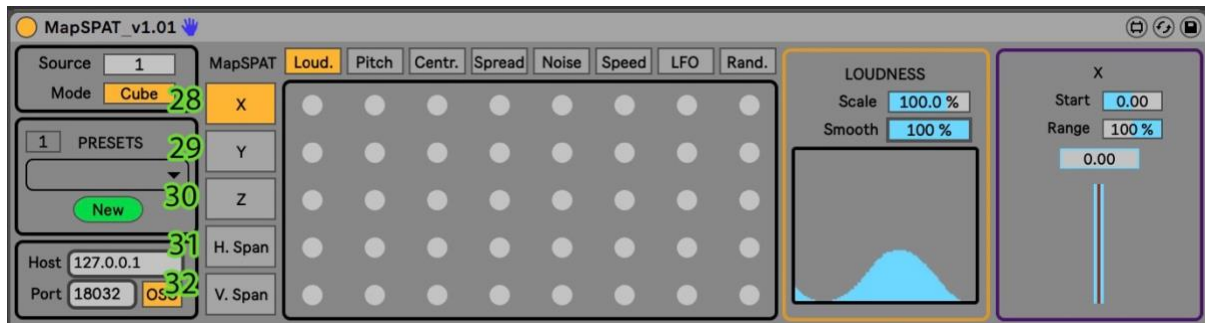 MapSPAT_v1.01
Source 1
Mode Cube
1 PRESETS
New
Host 127.0.0.1
Port 18032
MapSPAT Loud. Pitch Centr. Spread Noise Speed LFO Rand.
28 X
29 Y
30 Z
31 H. Span
32 V. Span
LOUDNESS
Scale 100.0 %
Smooth 100 %
X
Start 0.00
Range 100 %
0.00